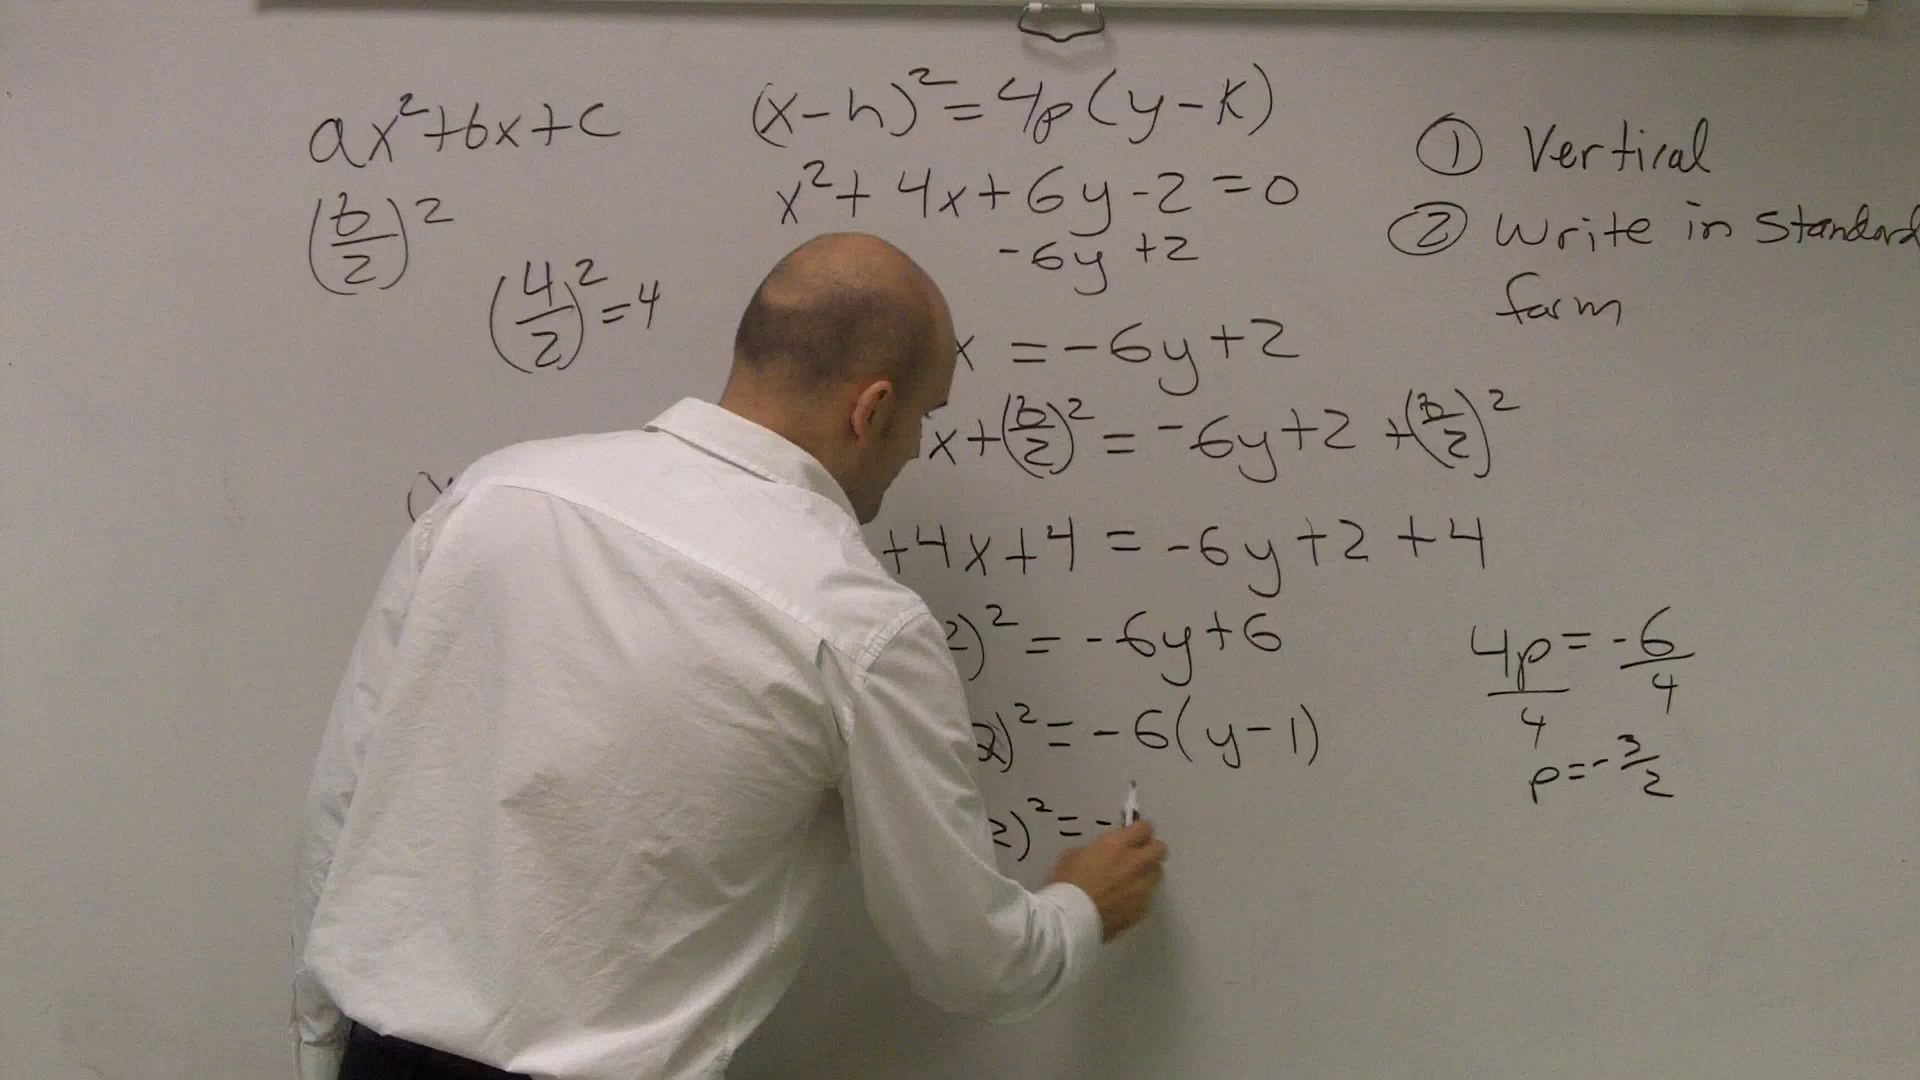 ax²+bx+c
(b/2)²
(4/2)²=4
(x-h)²=4p(y-k)
x²+4x+6y-2=0
-6y+2
x=-6y+2
x+(b/2)²=-6y+2+(b/2)²
+4x+4=-6y+2+4
2)²=-6y+6
2)²=-6(y-1)
2)²=-
① Vertical
② Write in standard
form
4p/4=-6/4
p=-3/2